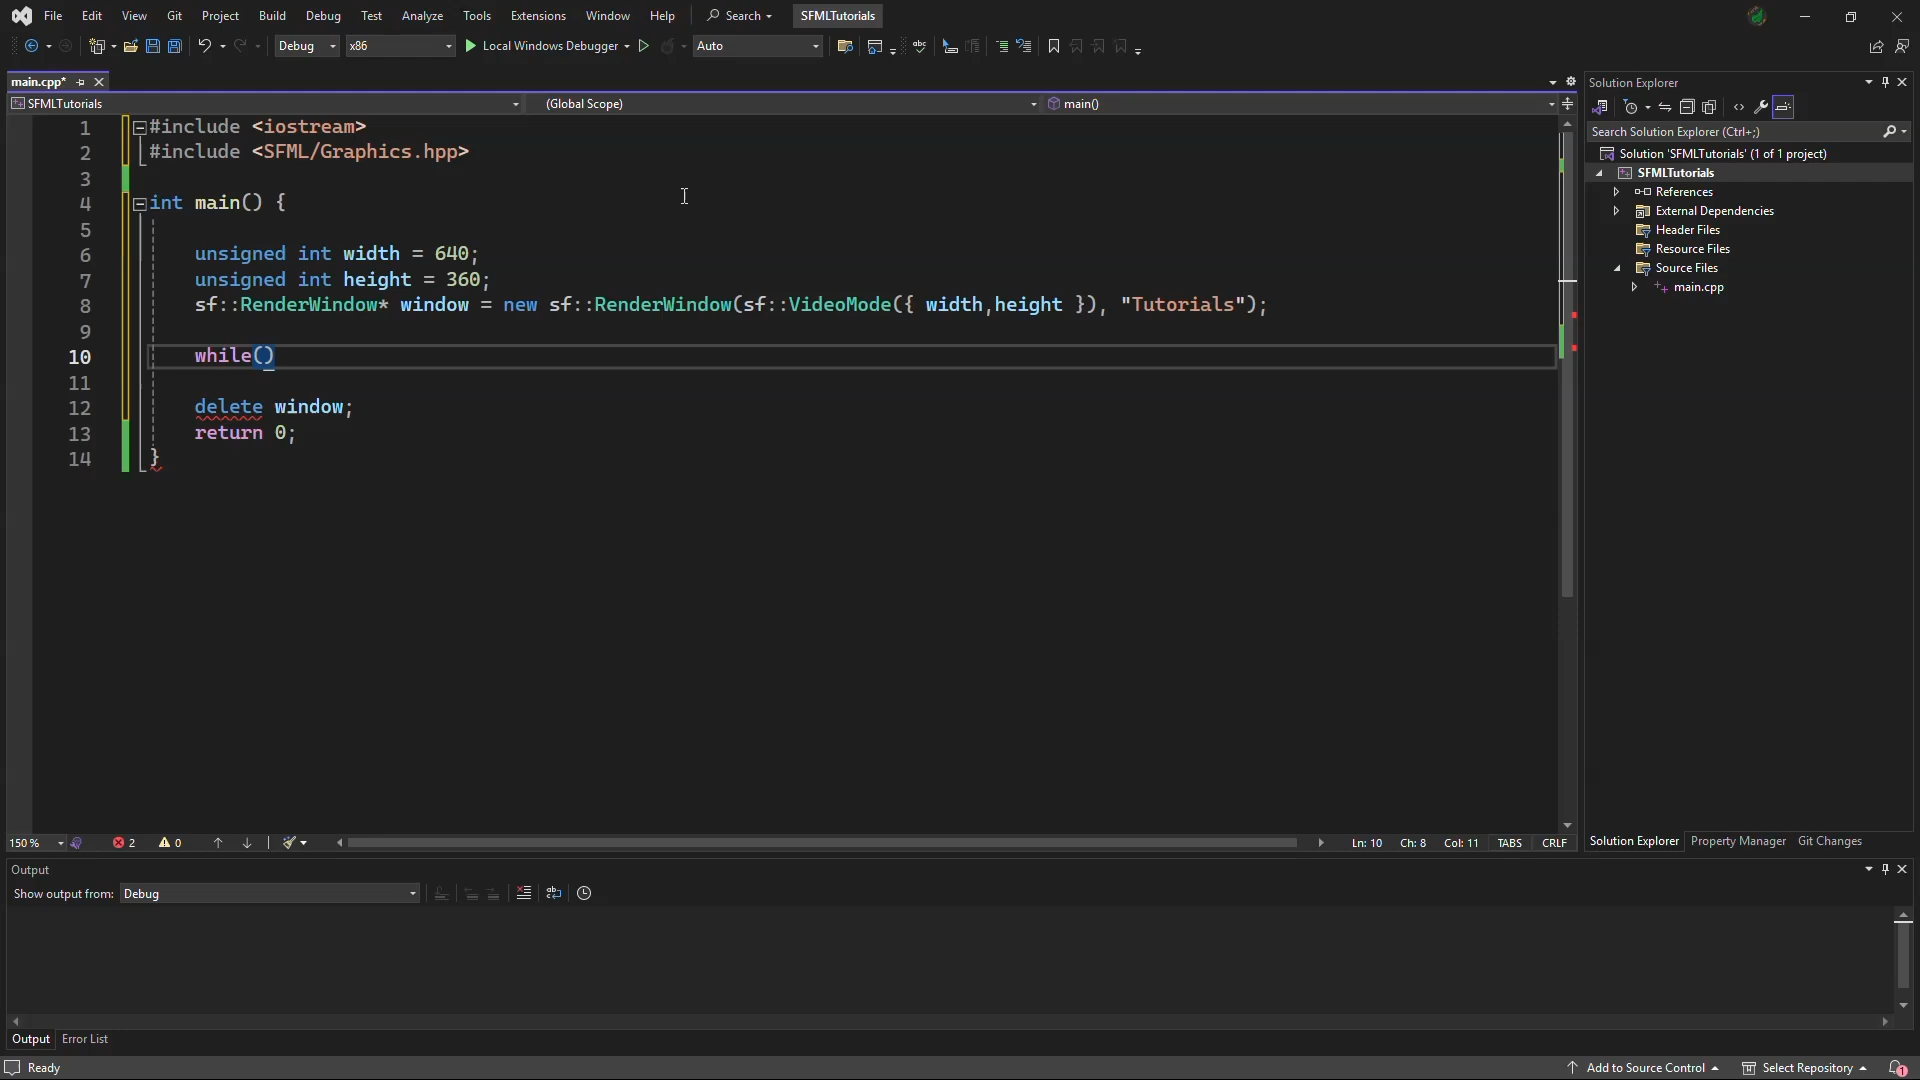 File Edit View Git Project Build Debug Test Analyze Tools Extensions Window Help Search SFMLTutorials
Debug x86 Local Windows Debugger Auto
main.cpp*
SFMLTutorials (Global Scope) main()
1 #include <iostream>
2 #include <SFML/Graphics.hpp>
3
4 int main() {
5
6 unsigned int width = 640;
7 unsigned int height = 360;
8 sf::RenderWindow* window = new sf::RenderWindow(sf::VideoMode({ width,height }), "Tutorials");
9
10 while()
11
12 delete window;
13 return 0;
14 }
150 % 2 0 Ln: 10 Ch: 8 Col: 11 TABS CRLF
Solution Explorer
Search Solution Explorer (Ctrl+;)
Solution 'SFMLTutorials' (1 of 1 project)
SFMLTutorials
References
External Dependencies
Header Files
Resource Files
Source Files
main.cpp
Solution Explorer Property Manager Git Changes
Output
Show output from: Debug
Output Error List
Ready Add to Source Control Select Repository 1